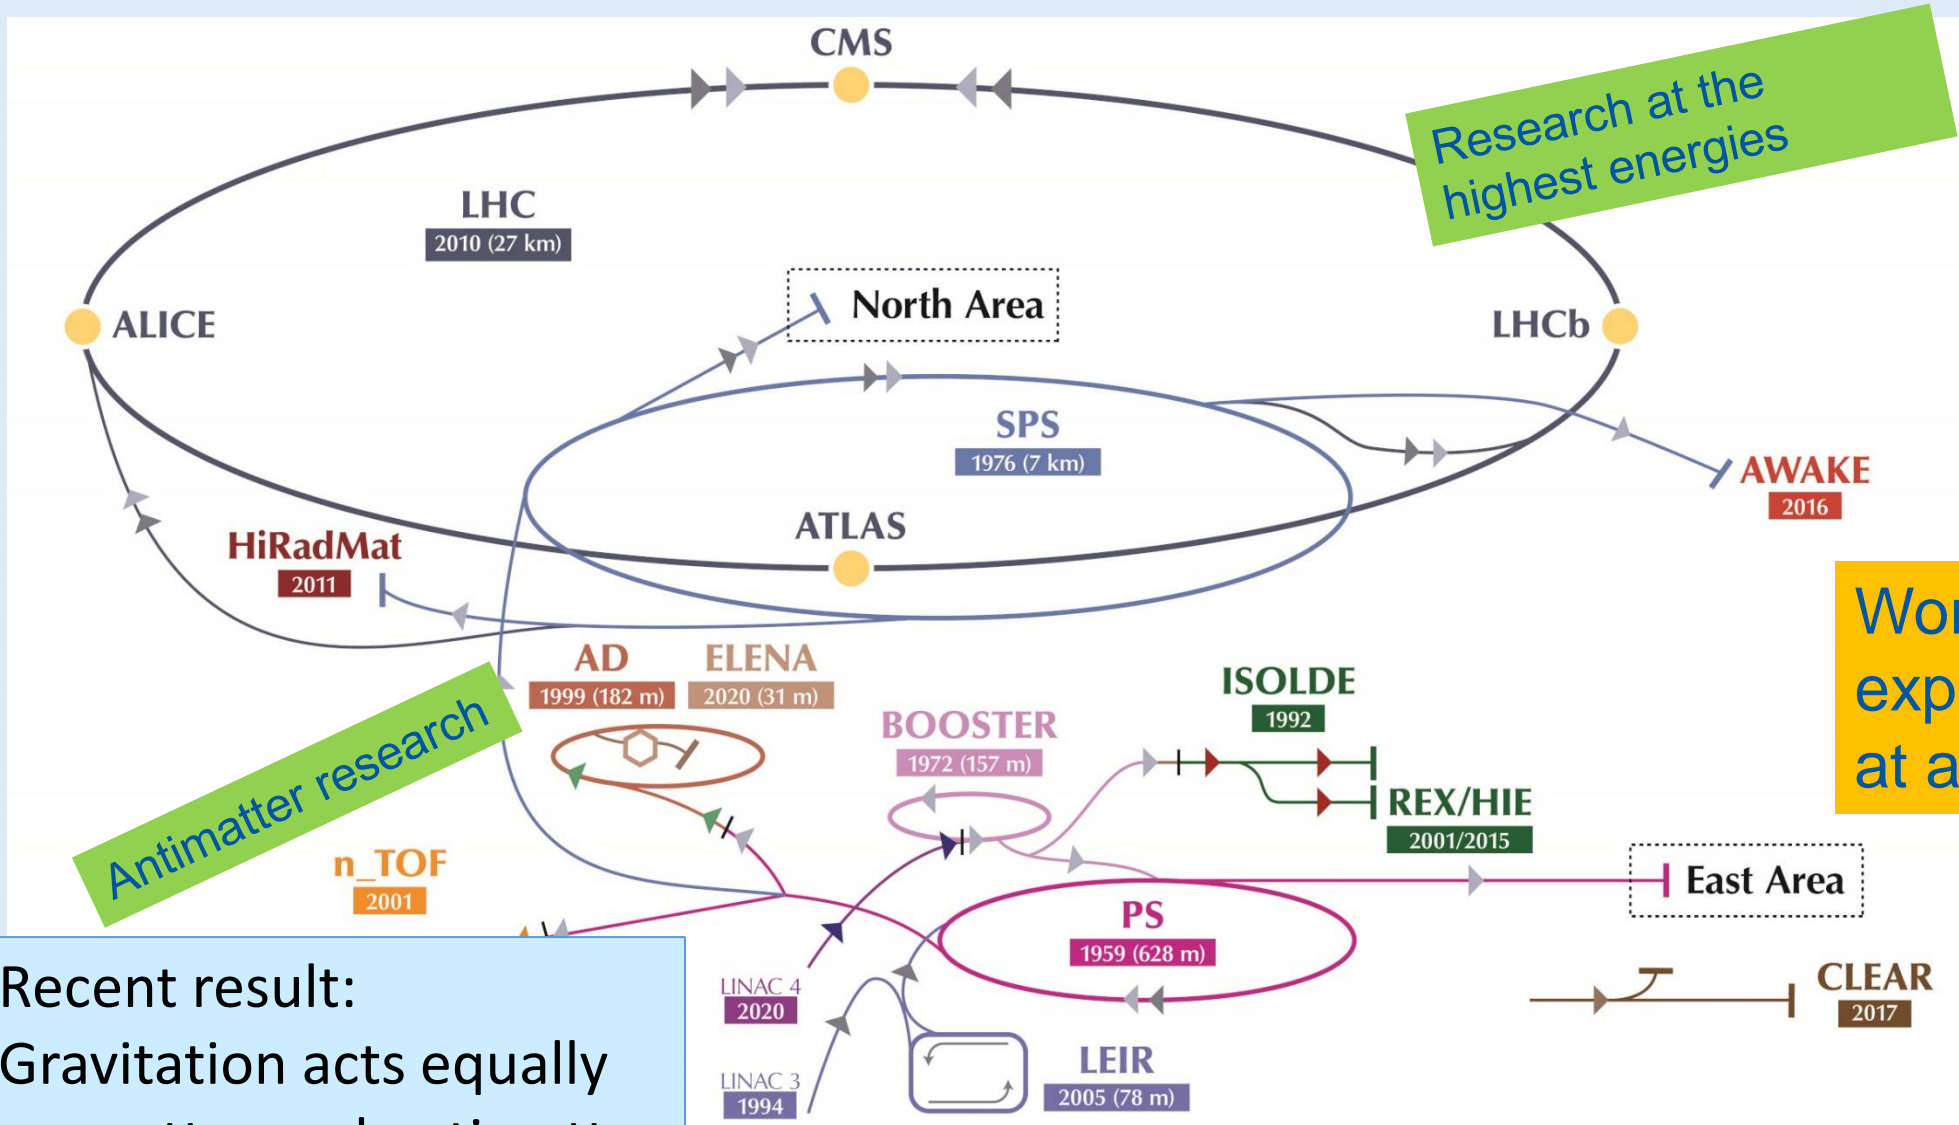 CMS
Research at the
highest energies
LHC
2010 (27 km)
North Area
ALICE
LHCb
SPS
1976 (7 km)
AWAKE
2016
ATLAS
HiRadMat
2011
AD
1999 (182 m)
ELENA
2020 (31 m)
ISOLDE
1992
BOOSTER
1972 (157 m)
REX/HIE
2001/2015
Antimatter research
n_TOF
2001
East Area
PS
1959 (628 m)
LINAC 4
2020
CLEAR
2017
LINAC 3
1994
LEIR
2005 (78 m)
Recent result:
Gravitation acts equally
at